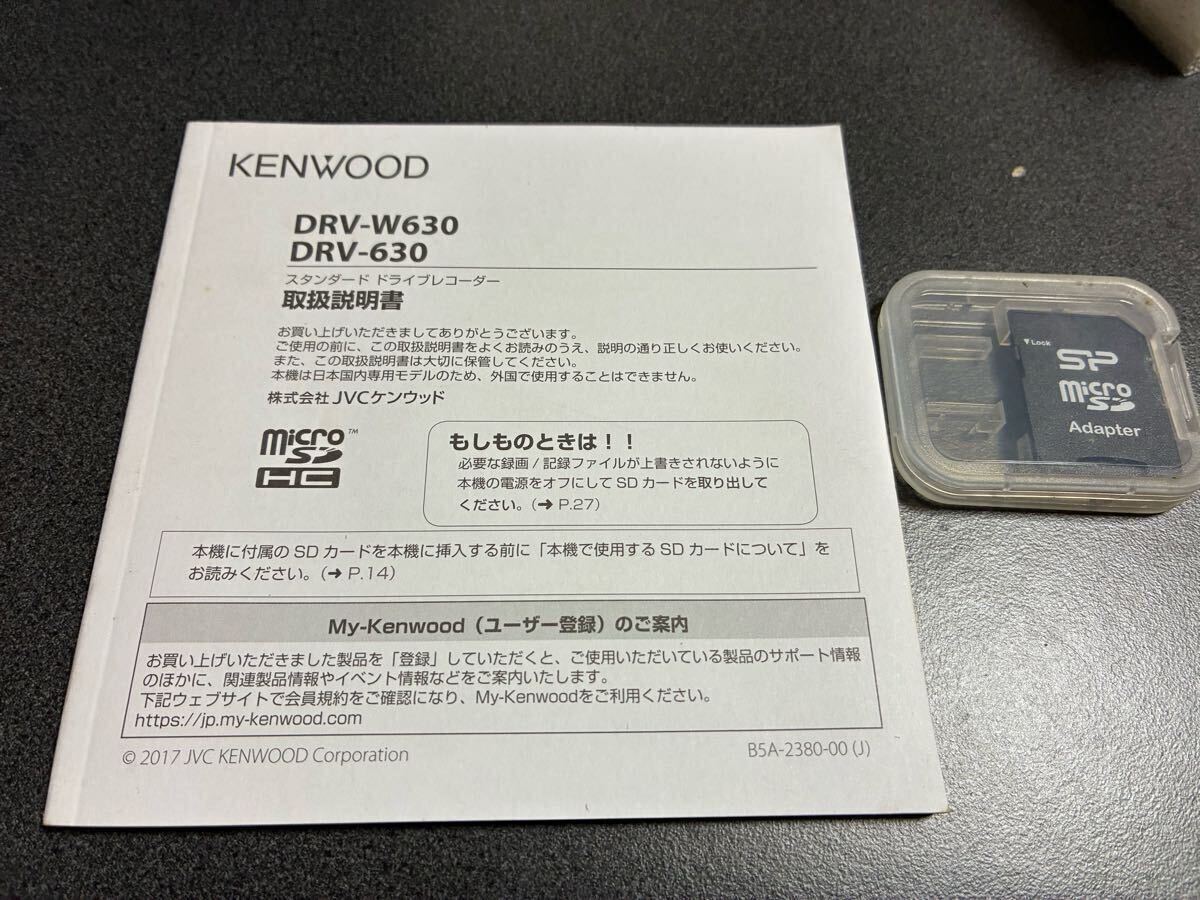 KENWOOD
DRV-W630
DRV-630
スタンダード ドライブレコーダー
取扱説明書
お買い上げいただきましてありがとうございます。
ご使用の前に、この取扱説明書をよくお読みのうえ、説明の通り正しくお使いください。
また、この取扱説明書は大切に保管してください。
本機は日本国内専用モデルのため、外国で使用することはできません。
株式会社 JVCケンウッド
micro SD HC™
もしものときは！！
必要な録画 / 記録ファイルが上書きされないように
本機の電源をオフにして SD カードを取り出して
ください。(➜ P.27)
本機に付属の SD カードを本機に挿入する前に「本機で使用する SD カードについて」を
お読みください。(➜ P.14)
My-Kenwood（ユーザー登録）のご案内
お買い上げいただきました製品を「登録」していただくと、ご使用いただいている製品のサポート情報
のほかに、関連製品情報やイベント情報などをご案内いたします。
下記ウェブサイトで会員規約をご確認になり、My-Kenwoodをご利用ください。
https://jp.my-kenwood.com
© 2017 JVC KENWOOD Corporation
B5A-2380-00 (J)
▼Lock
SP
micro SD
Adapter